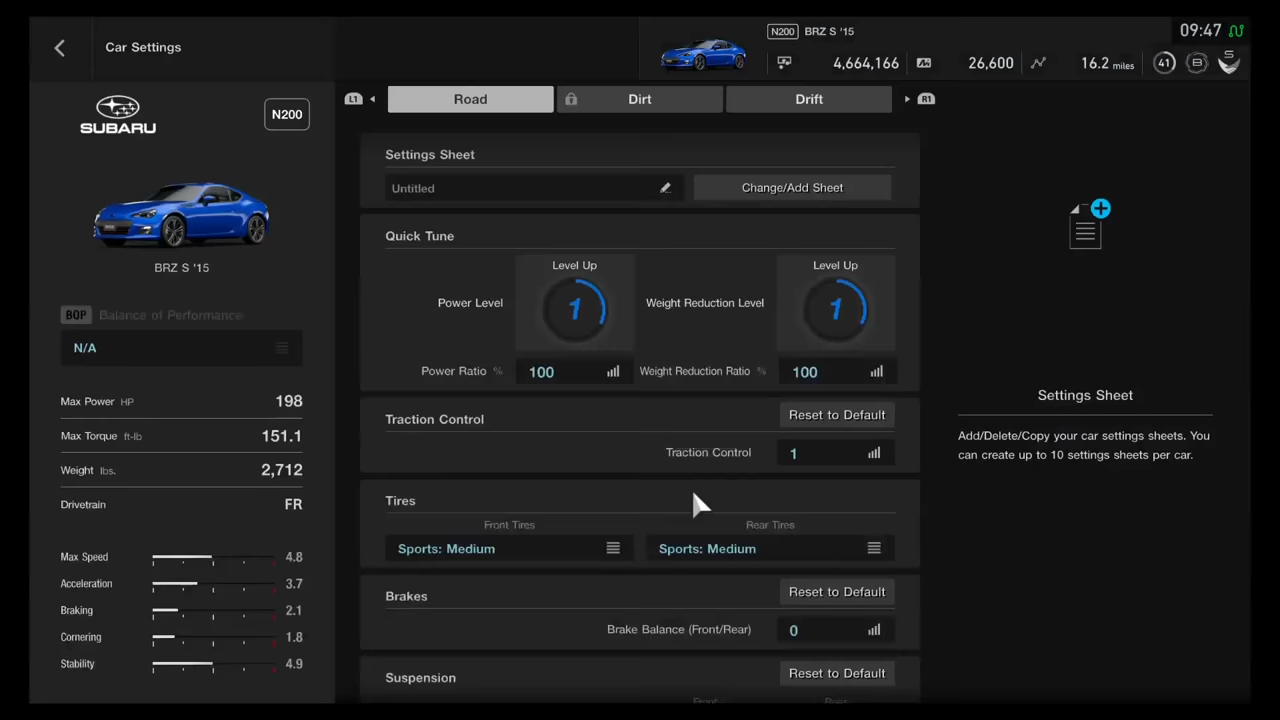 Car Settings
N200 BRZ S '15
09:47
4,664,166 26,600 16.2 miles 41 B S
SUBARU N200
BRZ S '15
BOP Balance of Performance
N/A
Max Power HP 198
Max Torque ft-lb 151.1
Weight lbs. 2,712
Drivetrain FR
Max Speed 4.8
Acceleration 3.7
Braking 2.1
Cornering 1.8
Stability 4.9
L1 Road Dirt Drift R1
Settings Sheet
Untitled Change/Add Sheet
Quick Tune
Level Up Level Up
Power Level 1 Weight Reduction Level 1
Power Ratio % 100 Weight Reduction Ratio % 100
Traction Control Reset to Default
Traction Control 1
Tires
Front Tires Rear Tires
Sports: Medium Sports: Medium
Brakes Reset to Default
Brake Balance (Front/Rear) 0
Suspension Reset to Default
Front Rear
Settings Sheet
Add/Delete/Copy your car settings sheets. You
can create up to 10 settings sheets per car.